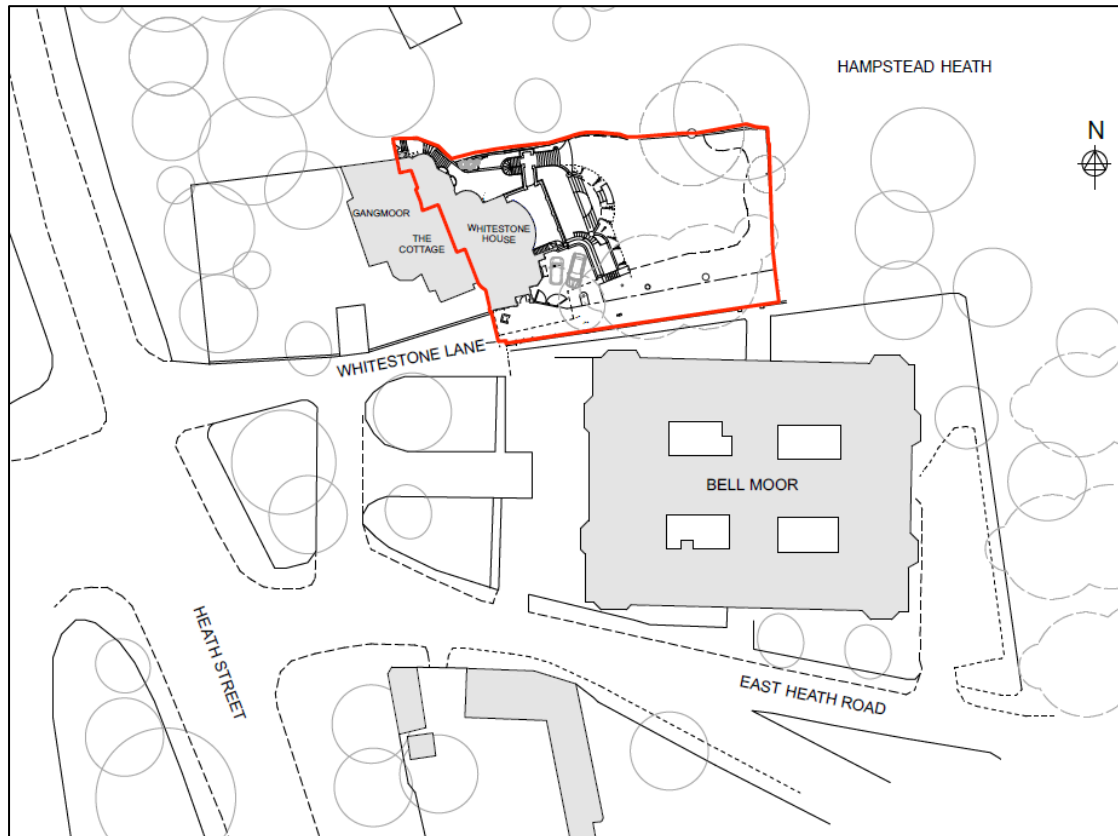 HAMPSTEAD HEATH
N
GANGMOOR
THE
COTTAGE
WHITESTONE
HOUSE
WHITESTONE LANE
BELL MOOR
HEATH STREET
EAST HEATH ROAD